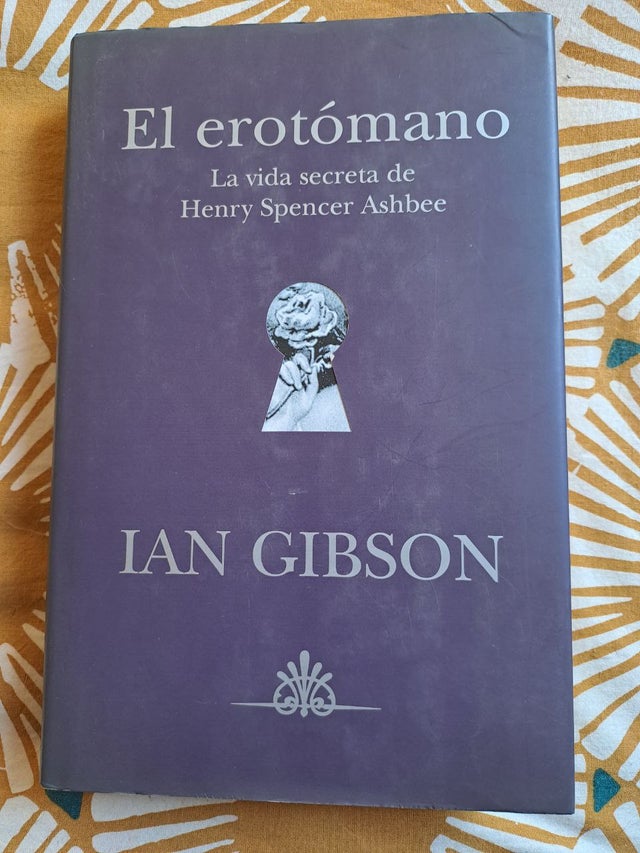 El erotómano
La vida secreta de
Henry Spencer Ashbee
IAN GIBSON